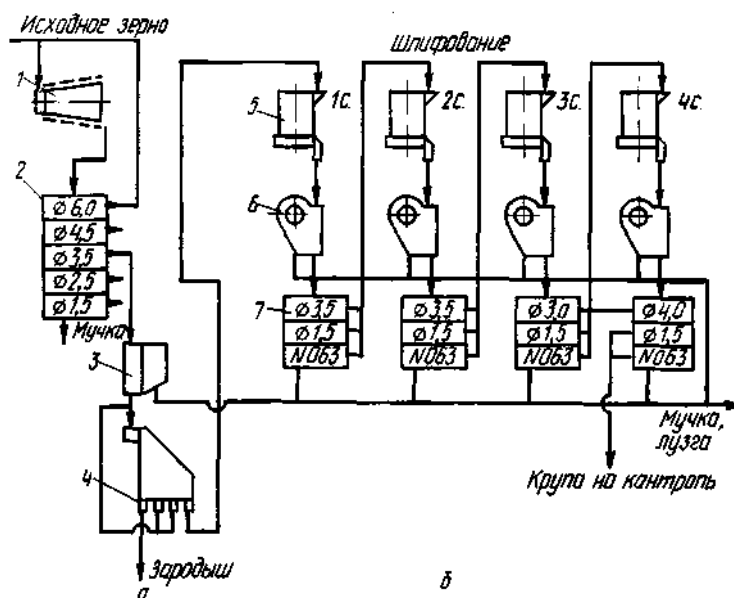 Исходное зерно
Шлифование
1
1с.
2с.
3с.
4с.
5
2
6
ø6,0
ø4,5
ø3,5
ø2,5
ø1,5
Мучка
7
ø3,5
ø1,5
N063
ø3,5
ø1,5
N063
ø3,0
ø1,5
N063
ø4,0
ø1,5
N063
3
Мучка,
лузга
4
Крупа на кантроль
Зародыш
а
б